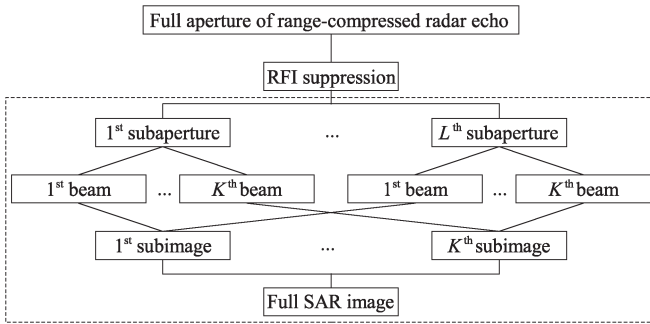 Full aperture of range-compressed radar echo
RFI suppression
1st subaperture ... Lth subaperture
1st beam ... Kth beam 1st beam ... Kth beam
1st subimage ... Kth subimage
Full SAR image